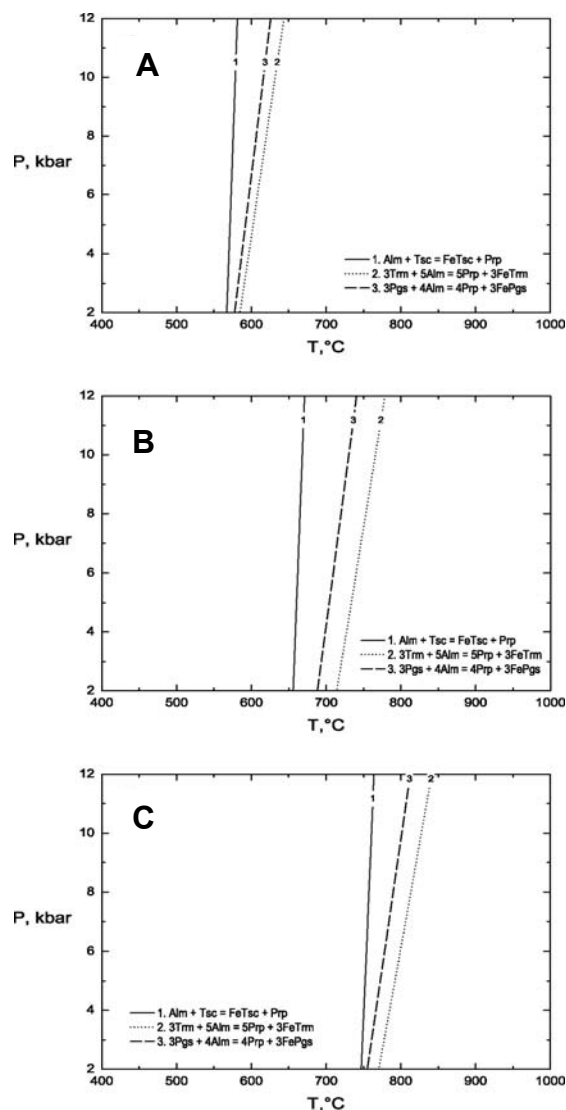 12
A
1
3
2
10
8
P, kbar
6
4
1. Alm + Tsc = FeTsc + Prp
2. 3Trm + 5Alm = 5Prp + 3FeTrm
3. 3Pgs + 4Alm = 4Prp + 3FePgs
2
400 500 600 700 800 900 1000
T,°C
12
B
1
3
2
10
8
P, kbar
6
4
1. Alm + Tsc = FeTsc + Prp
2. 3Trm + 5Alm = 5Prp + 3FeTrm
3. 3Pgs + 4Alm = 4Prp + 3FePgs
2
400 500 600 700 800 900 1000
T,°C
12
3
2
C
1
10
8
P, kbar
6
4
1. Alm + Tsc = FeTsc + Prp
2. 3Trm + 5Alm = 5Prp + 3FeTrm
3. 3Pgs + 4Alm = 4Prp + 3FePgs
2
400 500 600 700 800 900 1000
T,°C